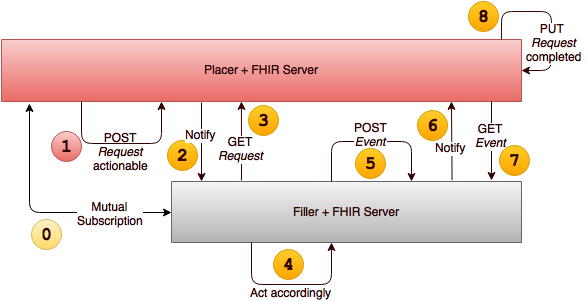 8
PUT
Request
completed
Placer + FHIR Server
1
POST
Request
actionable
Notify
2
3
GET
Request
POST
Event
5
6
Notify
GET
Event
7
Mutual
Subscription
0
Filler + FHIR Server
4
Act accordingly